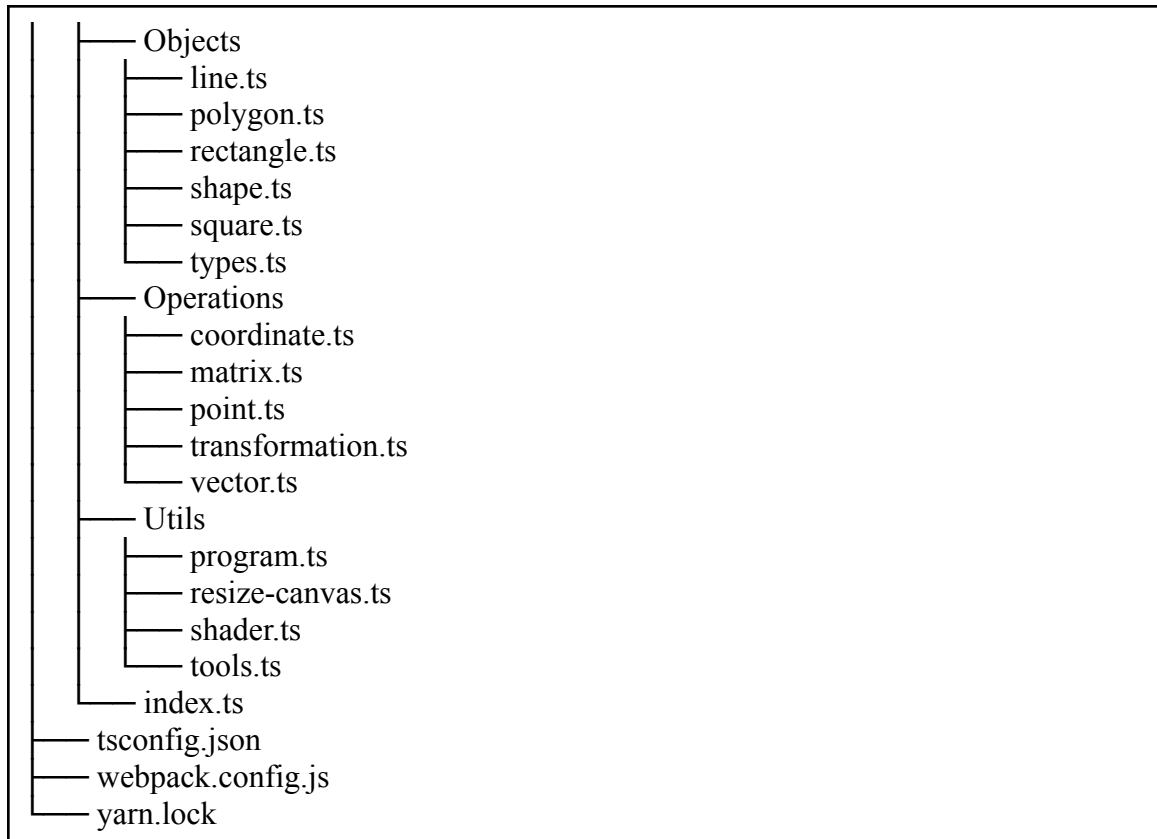 Objects
line.ts
polygon.ts
rectangle.ts
shape.ts
square.ts
types.ts
Operations
coordinate.ts
matrix.ts
point.ts
transformation.ts
vector.ts
Utils
program.ts
resize-canvas.ts
shader.ts
tools.ts
index.ts
tsconfig.json
webpack.config.js
yarn.lock